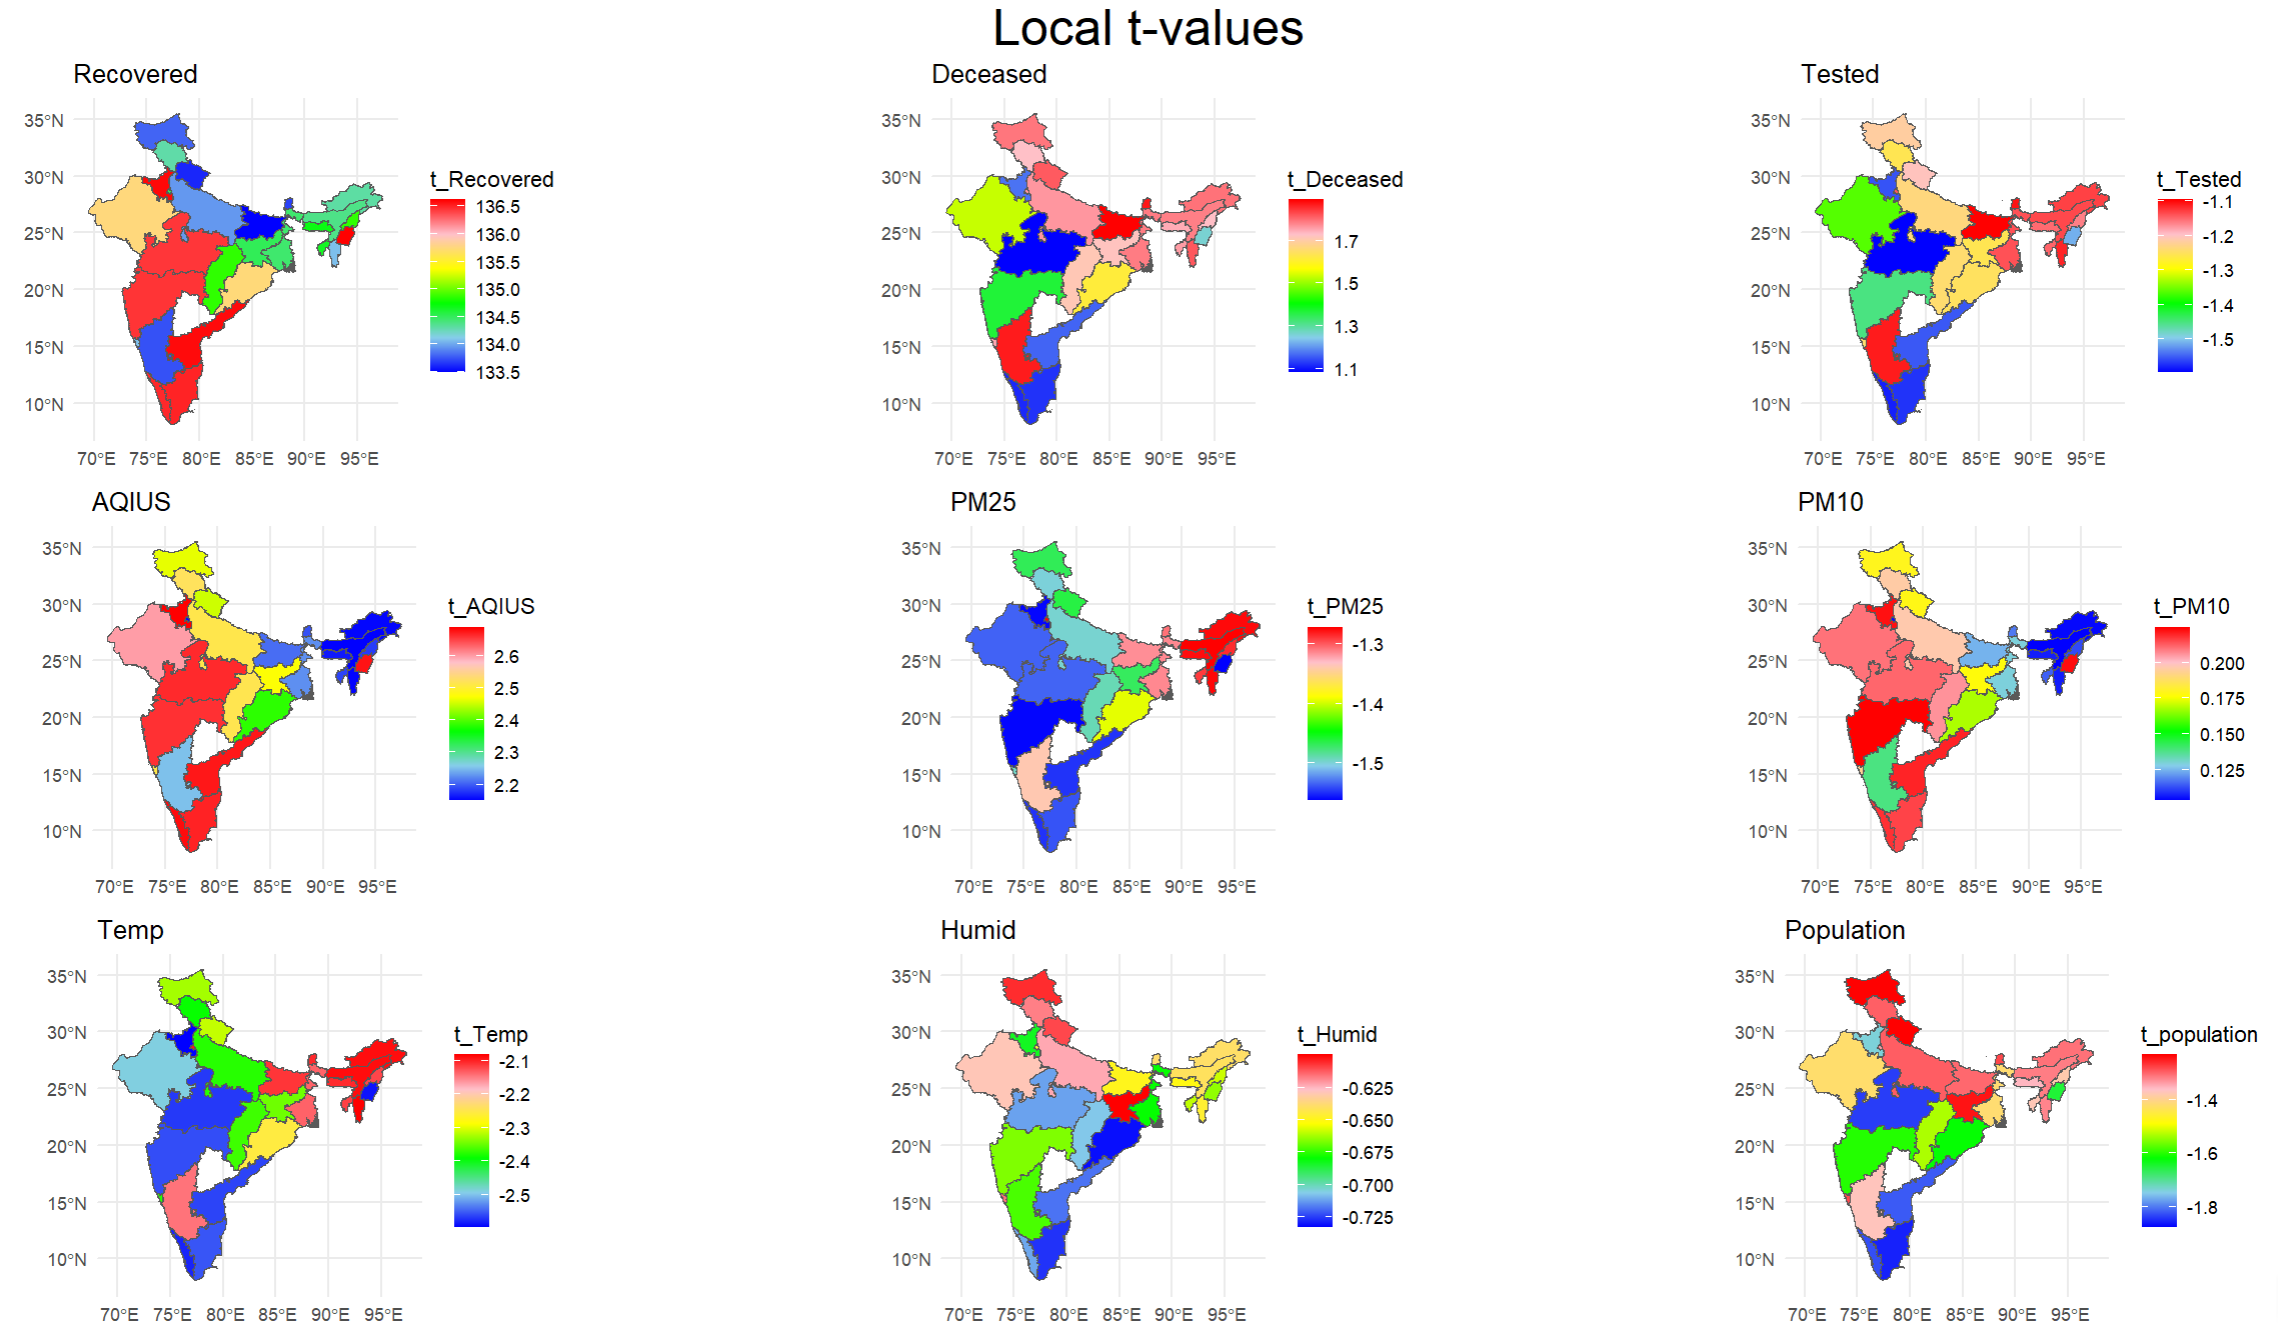 Local t-values
Recovered
35°N
30°N
25°N
20°N
15°N
10°N
70°E 75°E 80°E 85°E 90°E 95°E
t_Recovered
136.5
136.0
135.5
135.0
134.5
134.0
133.5
Deceased
35°N
30°N
25°N
20°N
15°N
10°N
70°E 75°E 80°E 85°E 90°E 95°E
t_Deceased
1.7
1.5
1.3
1.1
Tested
35°N
30°N
25°N
20°N
15°N
10°N
70°E 75°E 80°E 85°E 90°E 95°E
t_Tested
-1.1
-1.2
-1.3
-1.4
-1.5
AQIUS
35°N
30°N
25°N
20°N
15°N
10°N
70°E 75°E 80°E 85°E 90°E 95°E
t_AQIUS
2.6
2.5
2.4
2.3
2.2
PM25
35°N
30°N
25°N
20°N
15°N
10°N
70°E 75°E 80°E 85°E 90°E 95°E
t_PM25
-1.3
-1.4
-1.5
PM10
35°N
30°N
25°N
20°N
15°N
10°N
70°E 75°E 80°E 85°E 90°E 95°E
t_PM10
0.200
0.175
0.150
0.125
Temp
35°N
30°N
25°N
20°N
15°N
10°N
70°E 75°E 80°E 85°E 90°E 95°E
t_Temp
-2.1
-2.2
-2.3
-2.4
-2.5
Humid
35°N
30°N
25°N
20°N
15°N
10°N
70°E 75°E 80°E 85°E 90°E 95°E
t_Humid
-0.625
-0.650
-0.675
-0.700
-0.725
Population
35°N
30°N
25°N
20°N
15°N
10°N
70°E 75°E 80°E 85°E 90°E 95°E
t_population
-1.4
-1.6
-1.8